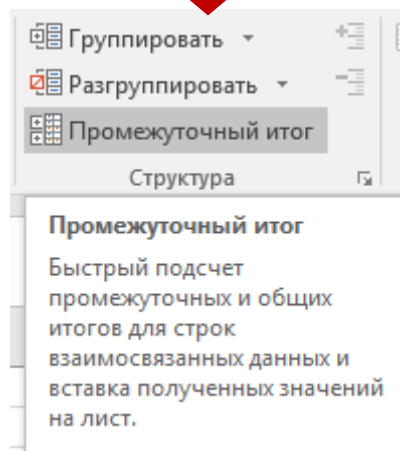 Группировать
Разгруппировать
Промежуточный итог
Структура
Промежуточный итог
Быстрый подсчет
промежуточных и общих
итогов для строк
взаимосвязанных данных и
вставка полученных значений
на лист.